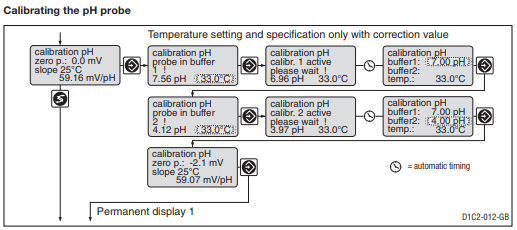 Calibrating the pH probe
Temperature setting and specification only with correction value
calibration pH
zero p.: 0.0 mV
slope 25°C
59.16 mV/pH
calibration pH
probe in buffer
1 !
7.56 pH 33.0°C
calibration pH
calibr. 1 active
please wait !
6.96 pH 33.0°C
calibration pH
buffer1: 7.00 pH
buffer2:
temp.: 33.0°C
calibration pH
probe in buffer
2 !
4.12 pH 33.0°C
calibration pH
calibr. 2 active
please wait !
3.97 pH 33.0°C
calibration pH
buffer1: 7.00 pH
buffer2: 4.00 pH
temp.: 33.0°C
calibration pH
zero p.: -2.1 mV
slope 25°C
59.07 mV/pH
= automatic timing
Permanent display 1
D1C2-012-GB